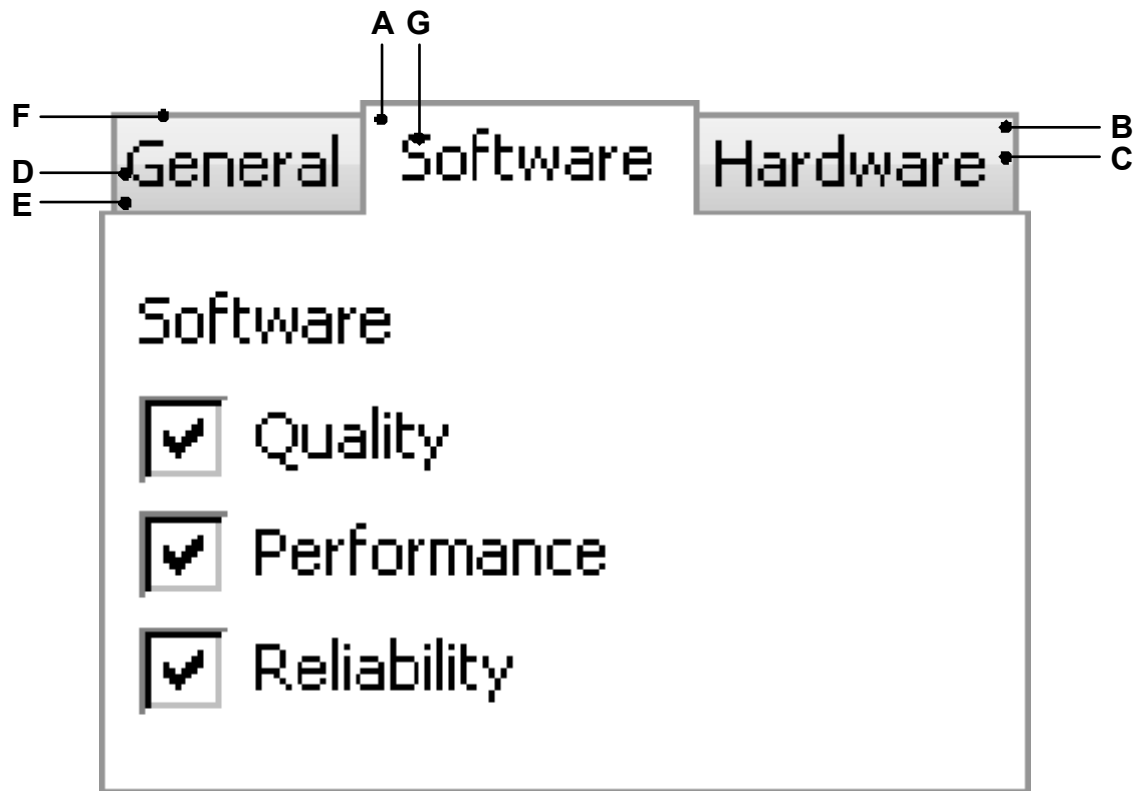 A G
F
B
General Software Hardware
D
C
E
Software
Quality
Performance
Reliability